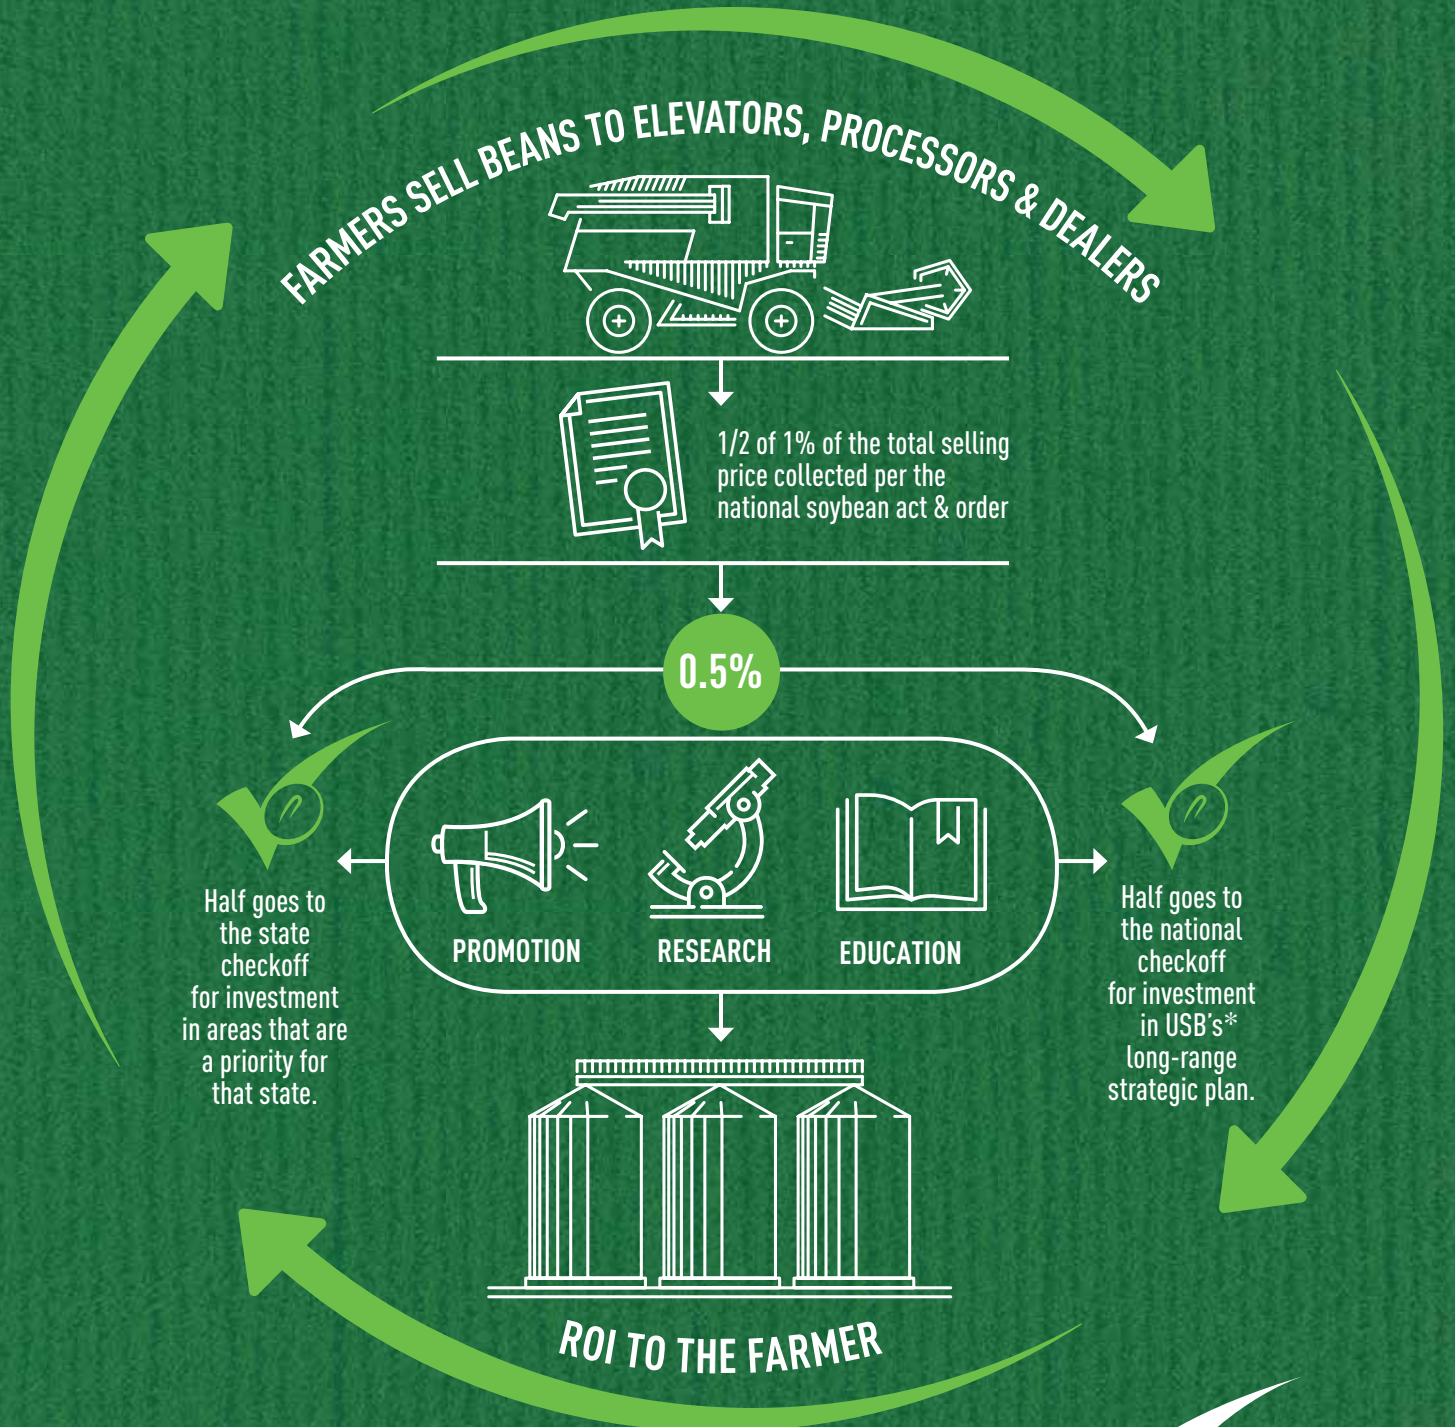 FARMERS SELL BEANS TO ELEVATORS, PROCESSORS & DEALERS
1/2 of 1% of the total selling
price collected per the
national soybean act & order
0.5%
PROMOTION
RESEARCH
EDUCATION
Half goes to
the state
checkoff
for investment
in areas that are
a priority for
that state.
Half goes to
the national
checkoff
for investment
in USB's*
long-range
strategic plan.
ROI TO THE FARMER